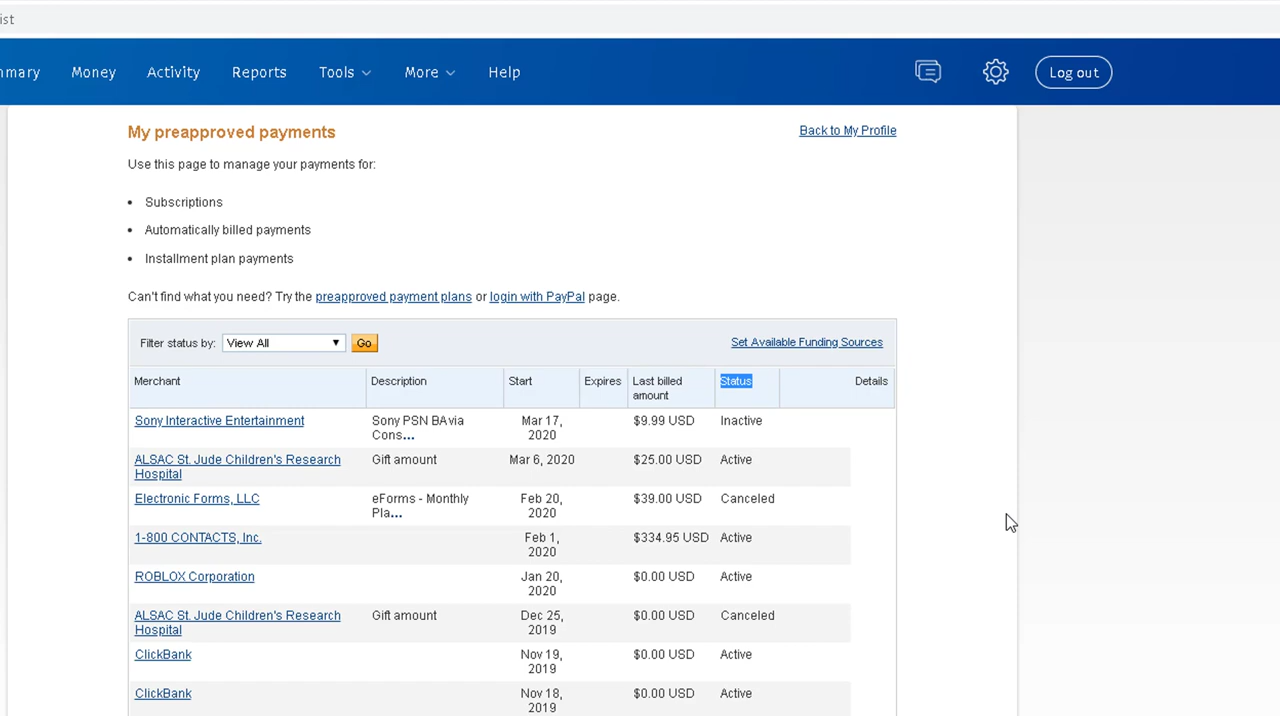 ist
mmary Money Activity Reports Tools More Help Log out
My preapproved payments Back to My Profile
Use this page to manage your payments for:
• Subscriptions
• Automatically billed payments
• Installment plan payments
Can't find what you need? Try the preapproved payment plans or login with PayPal page.
Filter status by: View All Go Set Available Funding Sources
Merchant Description Start Expires Last billed Status Details
amount
Sony Interactive Entertainment Sony PSN BA via Mar 17, $9.99 USD Inactive
Cons... 2020
ALSAC St. Jude Children's Research Gift amount Mar 6, 2020 $25.00 USD Active
Hospital
Electronic Forms, LLC eForms - Monthly Feb 20, $39.00 USD Canceled
Pla... 2020
1-800 CONTACTS, Inc. Feb 1, $334.95 USD Active
2020
ROBLOX Corporation Jan 20, $0.00 USD Active
2020
ALSAC St. Jude Children's Research Gift amount Dec 25, $0.00 USD Canceled
Hospital 2019
ClickBank Nov 19, $0.00 USD Active
2019
ClickBank Nov 18, $0.00 USD Active
2019